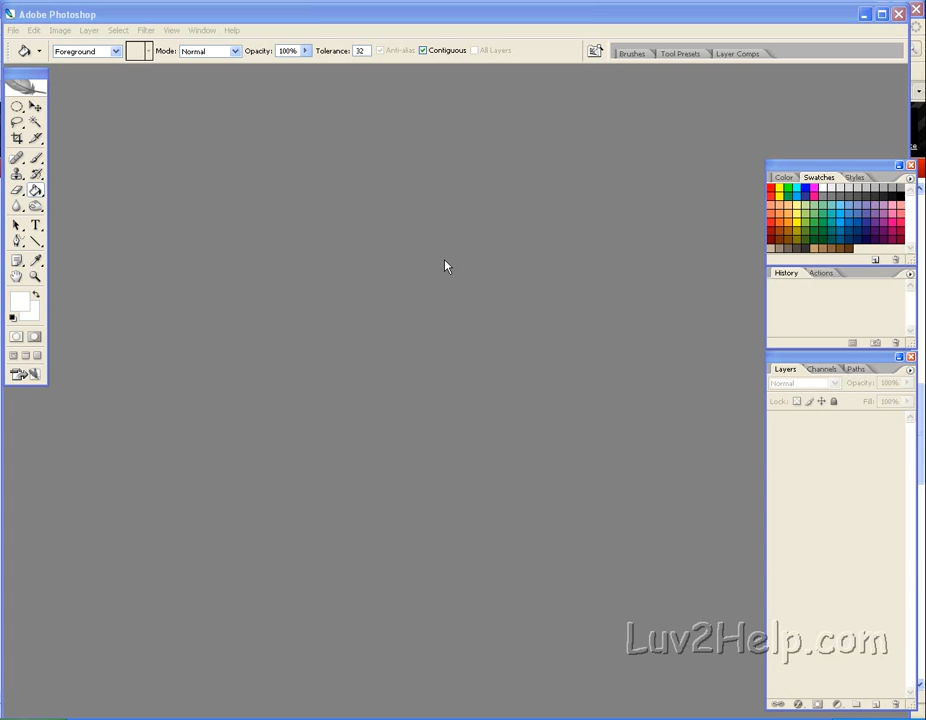 Adobe Photoshop
File Edit Image Layer Select Filter View Window Help
Foreground Mode: Normal Opacity: 100% Tolerance: 32 Anti-alias Contiguous All Layers Brushes Tool Presets Layer Comps
Color Swatches Styles
History Actions
Layers Channels Paths
Normal Opacity: 100%
Lock: Fill: 100%
Luv2Help.com